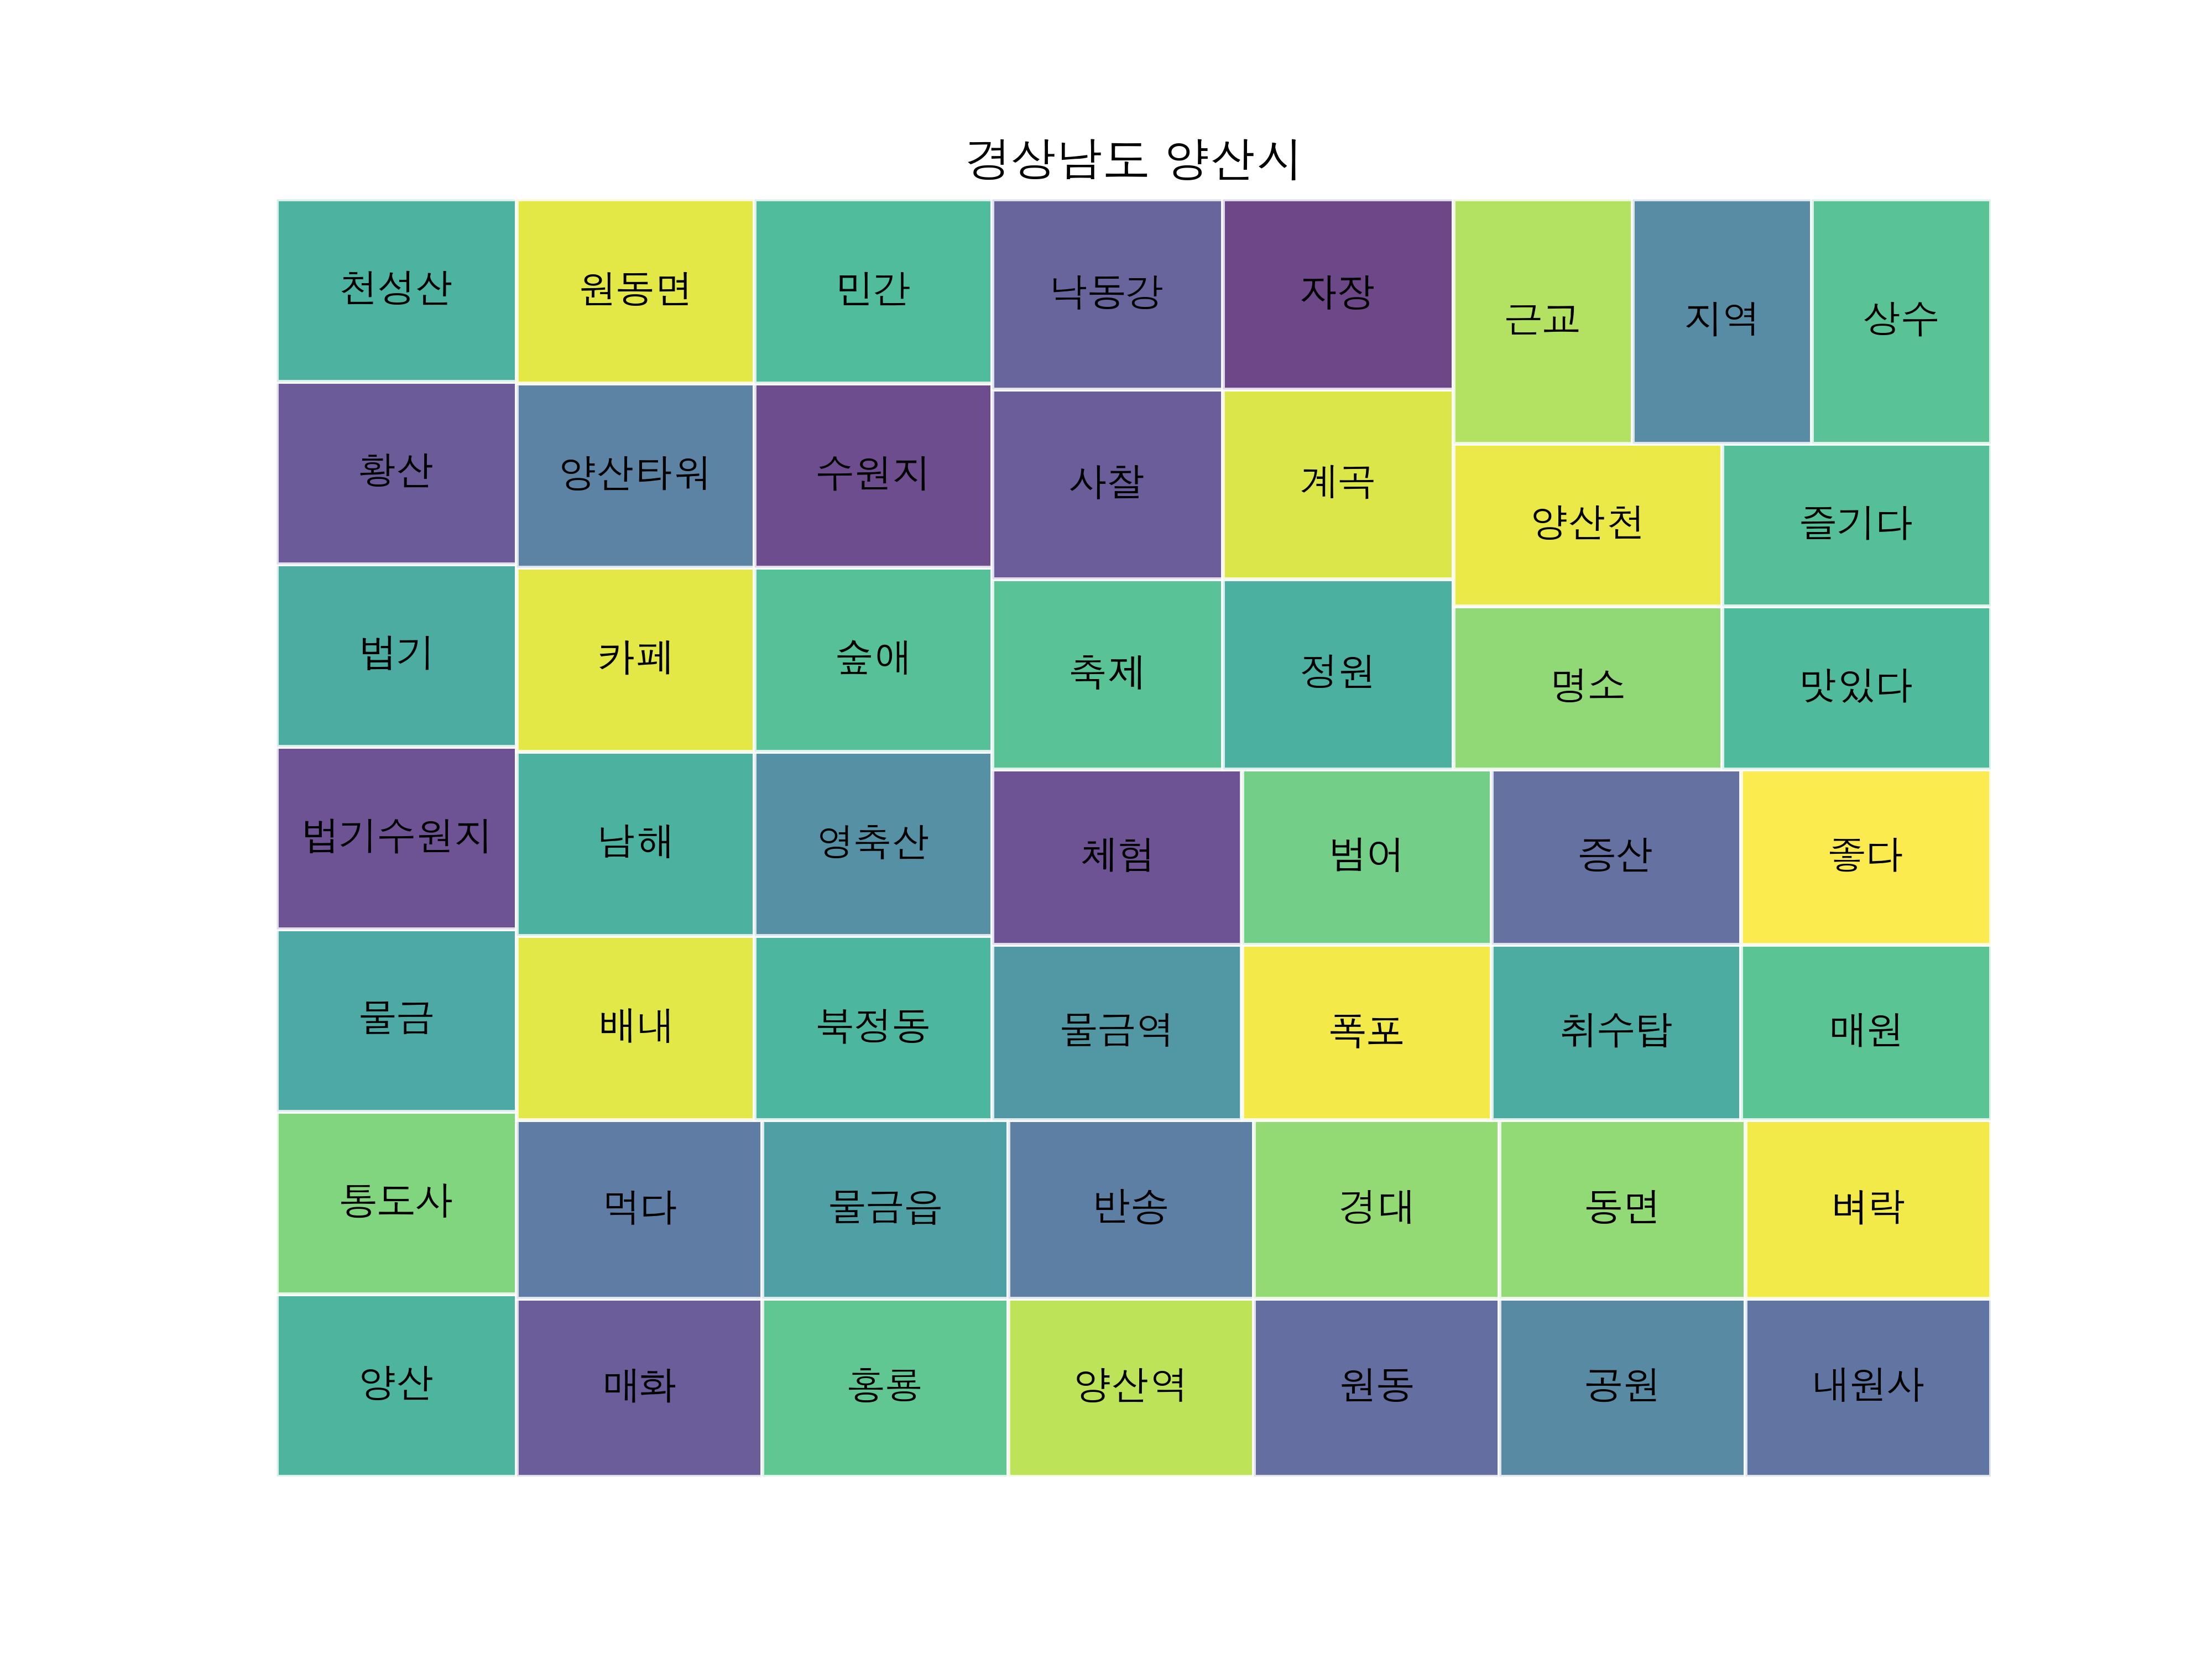 경상남도 양산시
천성산 원동면 민간 낙동강 자장 근교 지역 상수
황산 양산타워 수원지 사찰 계곡 양산천 즐기다
법기 카페 숲애 축제 정원 명소 맛있다
법기수원지 남해 영축산 체험 범어 증산 좋다
물금 배내 북정동 물금역 폭포 취수탑 매원
통도사 먹다 물금읍 반송 경대 동면 벼락
양산 매화 홍룡 양산역 원동 공원 내원사